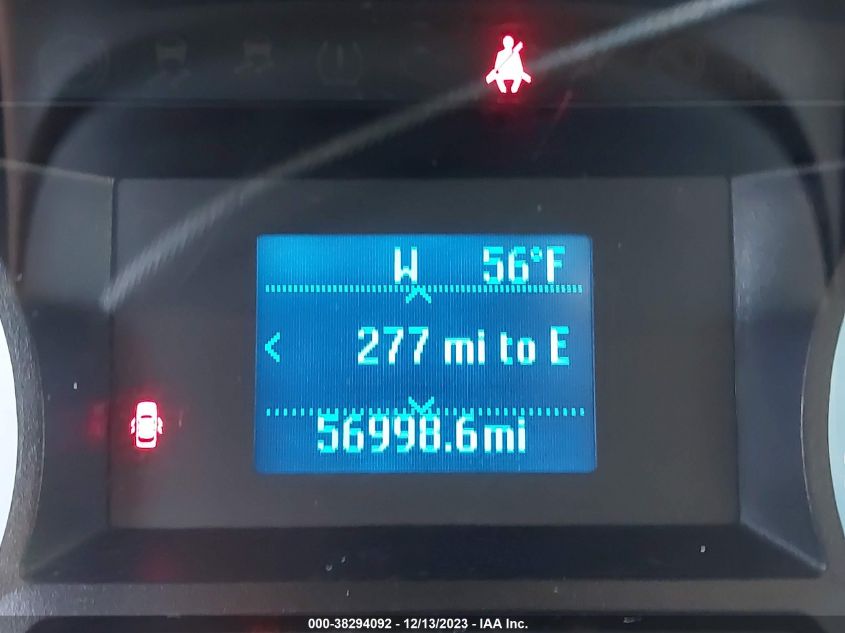 W 56°F
277 mi to E
56998.6mi
000-38294092 - 12/13/2023 - IAA Inc.